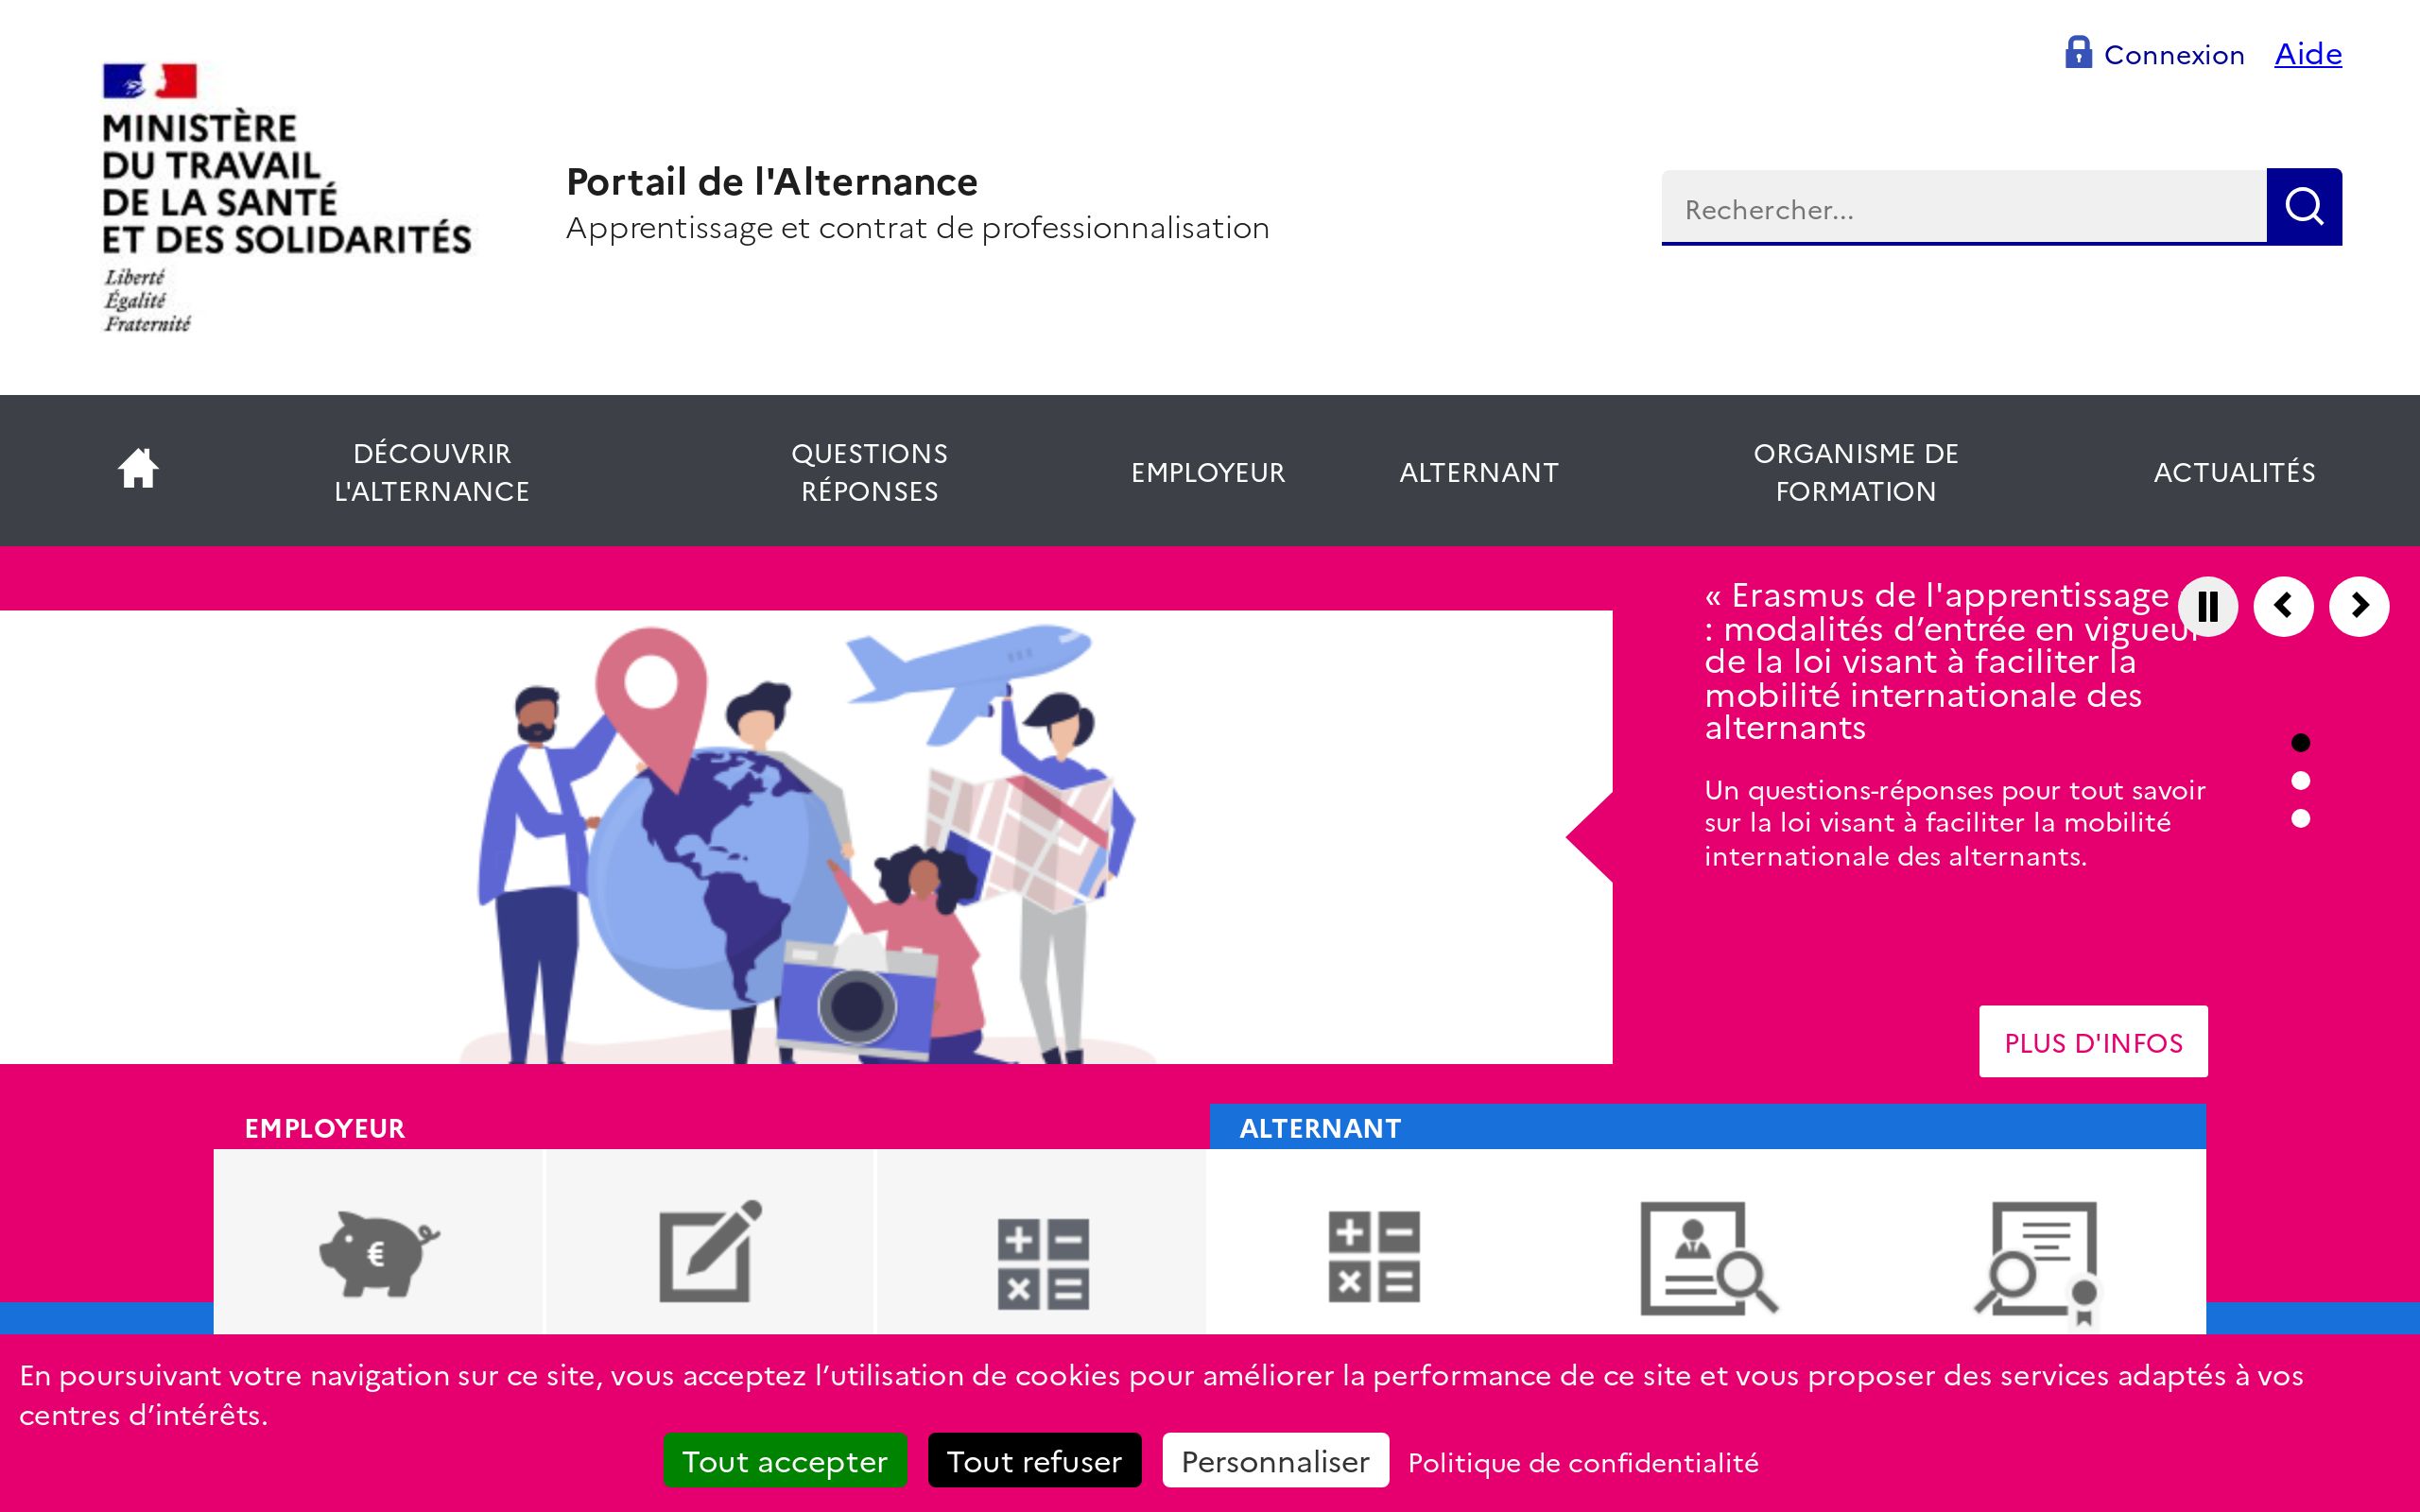 Connexion
Aide
MINISTÈRE
DU TRAVAIL
DE LA SANTÉ
ET DES SOLIDARITÉS
Liberté
Égalité
Fraternité
Portail de l'Alternance
Apprentissage et contrat de professionnalisation
Rechercher...
DÉCOUVRIR
L'ALTERNANCE
QUESTIONS
RÉPONSES
EMPLOYEUR
ALTERNANT
ORGANISME DE
FORMATION
ACTUALITÉS
« Erasmus de l'apprentissage
: modalités d’entrée en vigueur
de la loi visant à faciliter la
mobilité internationale des
alternants
Un questions-réponses pour tout savoir
sur la loi visant à faciliter la mobilité
internationale des alternants.
PLUS D'INFOS
EMPLOYEUR
ALTERNANT
En poursuivant votre navigation sur ce site, vous acceptez l’utilisation de cookies pour améliorer la performance de ce site et vous proposer des services adaptés à vos
centres d’intérêts.
Tout accepter
Tout refuser
Personnaliser
Politique de confidentialité